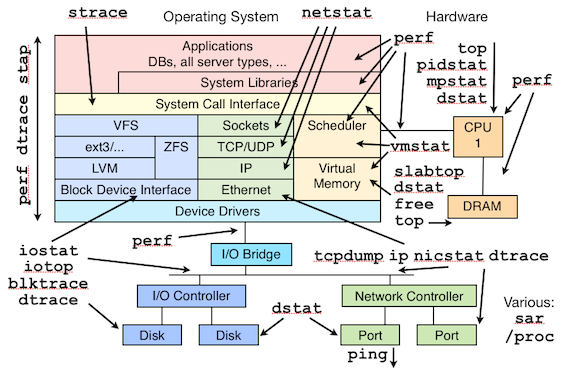 Operating System
netstat
Hardware
strace
Applications
DBs, all server types, ...
System Libraries
System Call Interface
VFS
Sockets
Scheduler
ext3/...
ZFS
TCP/UDP
LVM
IP
Virtual
Memory
Block Device Interface
Ethernet
Device Drivers
perf dtrace stap
perf
top
pidstat
mpstat
dstat
perf
CPU
1
vmstat
slabtop
dstat
free
top
DRAM
perf
I/O Bridge
tcpdump ip nicstat dtrace
iostat
iotop
blktrace
dtrace
I/O Controller
Network Controller
Disk
Disk
dstat
Port
Port
ping
Various:
sar
/proc